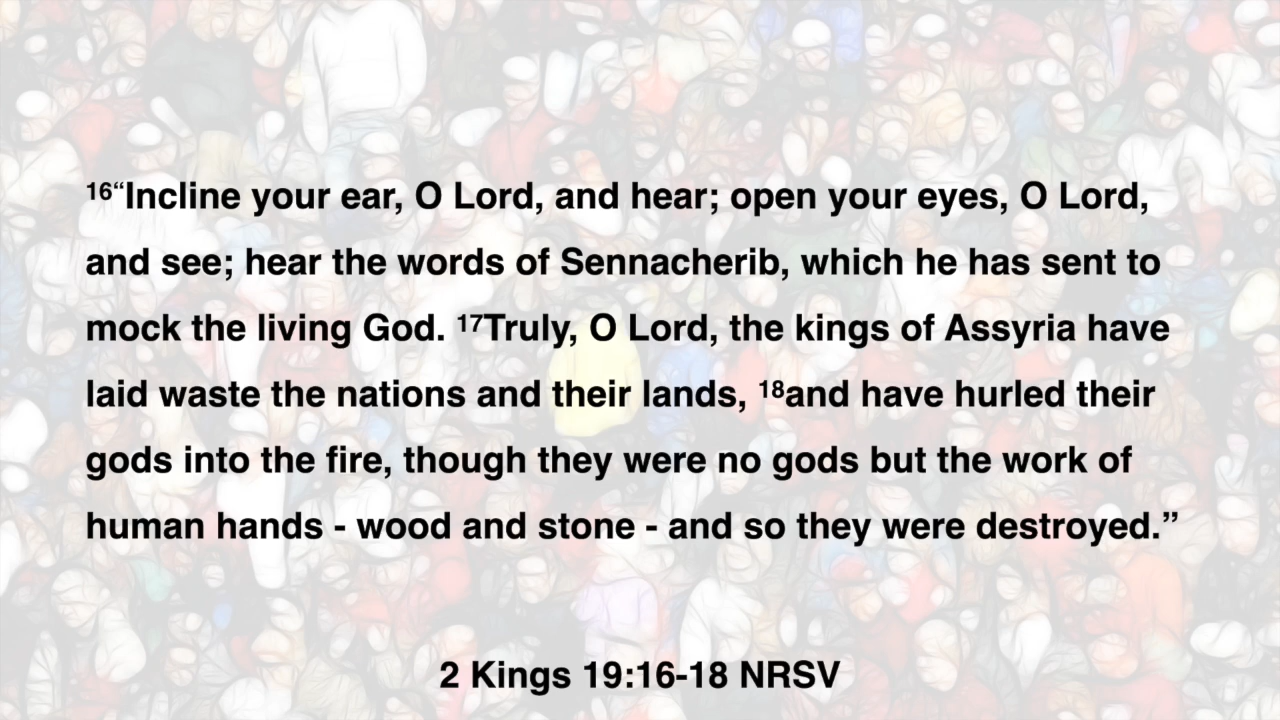 16“Incline your ear, O Lord, and hear; open your eyes, O Lord,
and see; hear the words of Sennacherib, which he has sent to
mock the living God. 17Truly, O Lord, the kings of Assyria have
laid waste the nations and their lands, 18and have hurled their
gods into the fire, though they were no gods but the work of
human hands - wood and stone - and so they were destroyed.”
2 Kings 19:16-18 NRSV